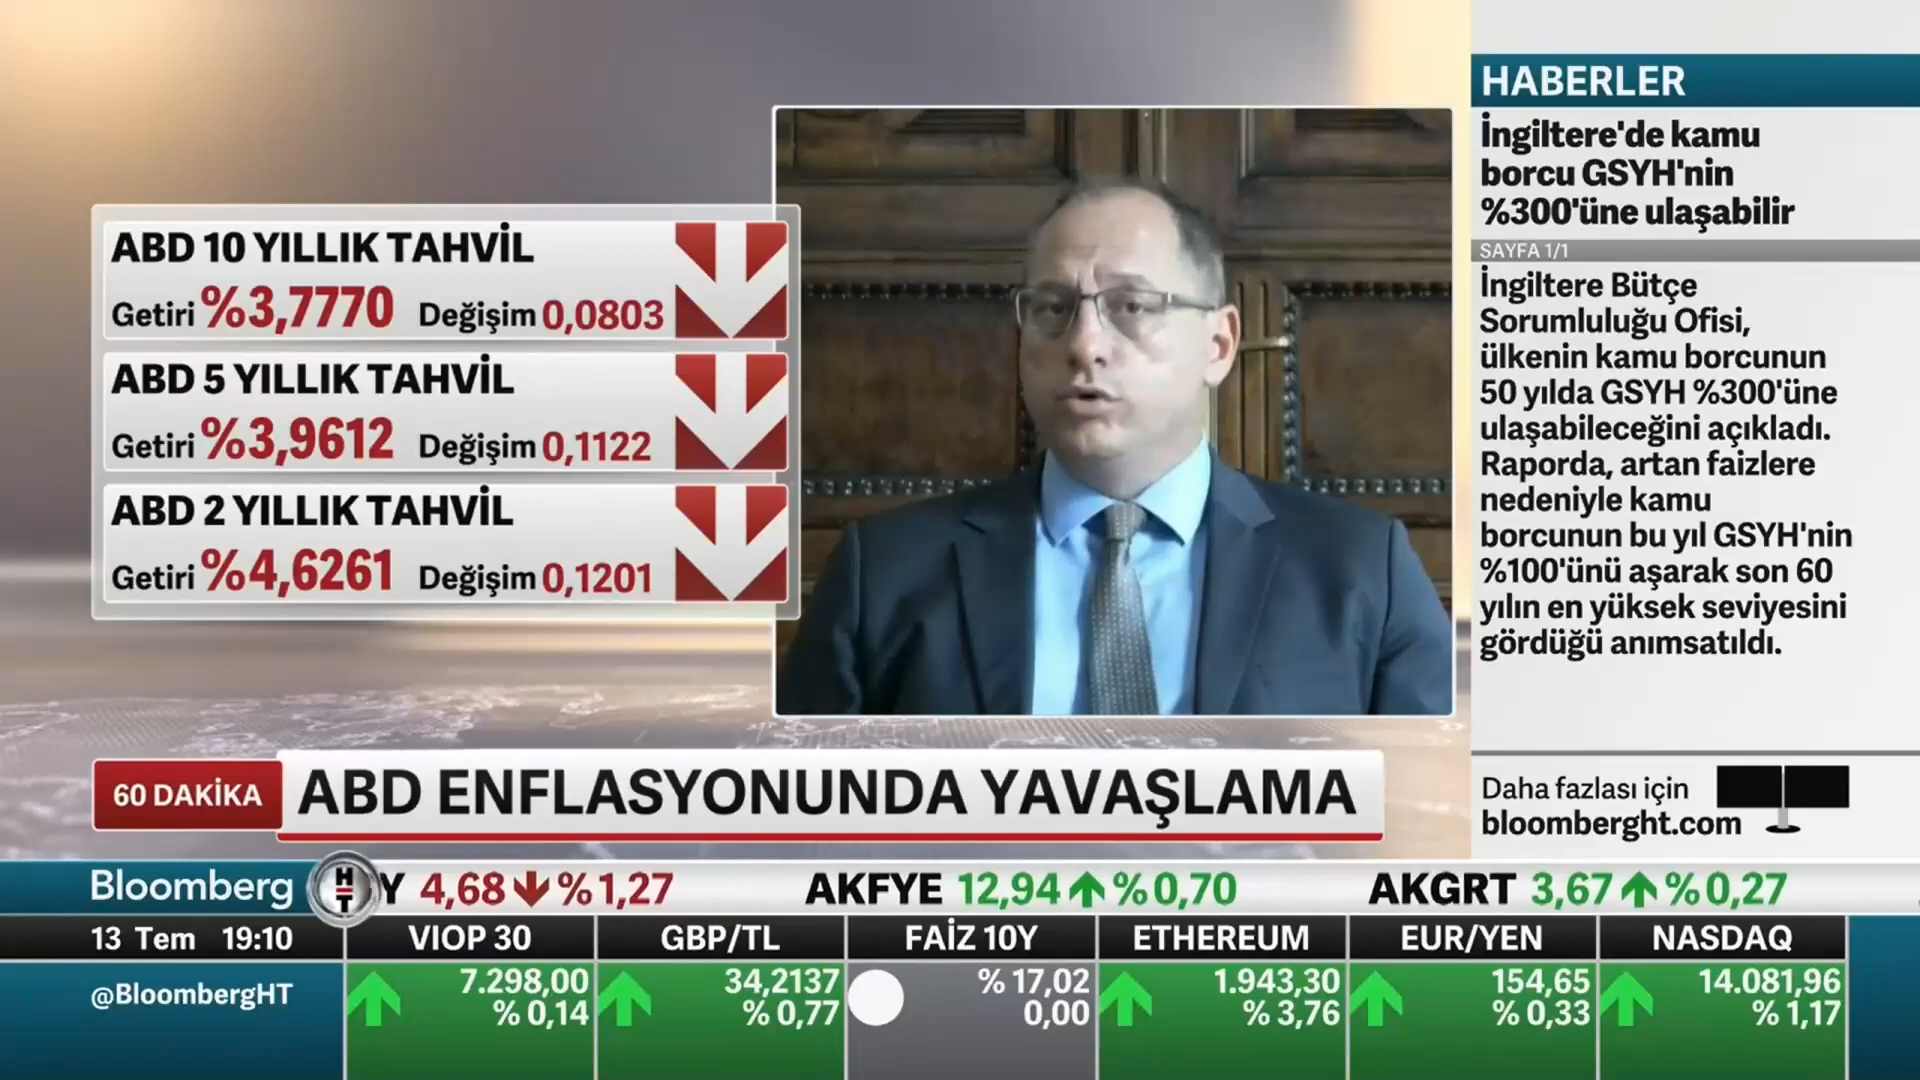 ABD 10 YILLIK TAHVİL
Getiri %3,7770 Değişim 0,0803
ABD 5 YILLIK TAHVİL
Getiri %3,9612 Değişim 0,1122
ABD 2 YILLIK TAHVİL
Getiri %4,6261 Değişim 0,1201
HABERLER
İngiltere'de kamu
borcu GSYH'nin
%300'üne ulaşabilir
SAYFA 1/1
İngiltere Bütçe
Sorumluluğu Ofisi,
ülkenin kamu borcunun
50 yılda GSYH %300'üne
ulaşabileceğini açıkladı.
Raporda, artan faizlere
nedeniyle kamu
borcunun bu yıl GSYH'nin
%100'ünü aşarak son 60
yılın en yüksek seviyesini
gördüğü anımsatıldı.
Daha fazlası için
bloomberght.com
60 DAKİKA
ABD ENFLASYONUNDA YAVAŞLAMA
Bloomberg HT
Y 4,68 %1,27 AKFYE 12,94 %0,70 AKGRT 3,67 %0,27
13 Tem 19:10
@BloombergHT
VIOP 30
7.298,00
% 0,14
GBP/TL
34,2137
% 0,77
FAİZ 10Y
% 17,02
0,00
ETHEREUM
1.943,30
% 3,76
EUR/YEN
154,65
% 0,33
NASDAQ
14.081,96
% 1,17